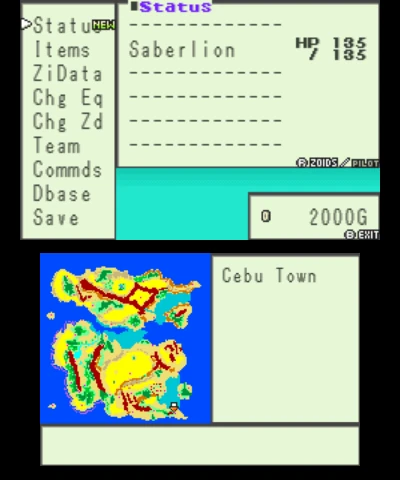 Status NEW
Items
ZiData
Chg Eq
Chg Zd
Team
Commds
Dbase
Save
Status
Saberlion HP 135
/ 135
R ZOIDS/PILOT
0 2000G
B EXIT
Cebu Town